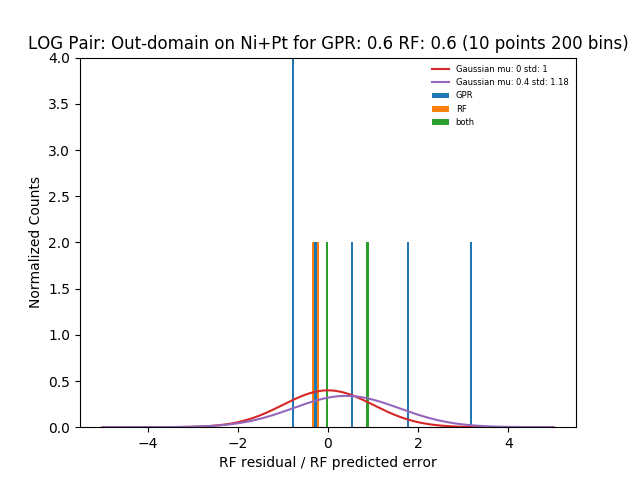 LOG Pair: Out-domain on Ni+Pt for GPR: 0.6 RF: 0.6 (10 points 200 bins)
Gaussian mu: 0 std: 1
Gaussian mu: 0.4 std: 1.18
GPR
RF
both
Normalized Counts
4.0
3.5
3.0
2.5
2.0
1.5
1.0
0.5
0.0
−4 −2 0 2 4
RF residual / RF predicted error